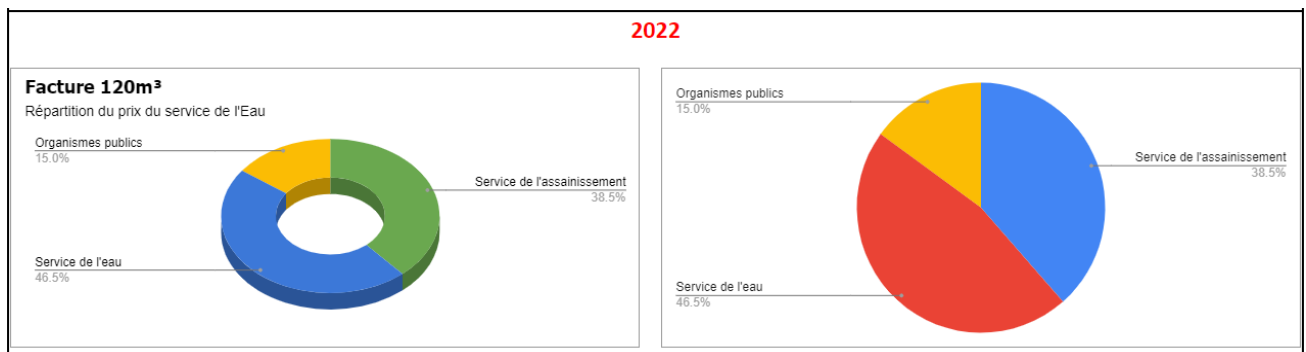 2022
Facture 120m³
Répartition du prix du service de l'Eau
Organismes publics
15.0%
Service de l'assainissement
38.5%
Service de l'eau
46.5%
Organismes publics
15.0%
Service de l'assainissement
38.5%
Service de l'eau
46.5%